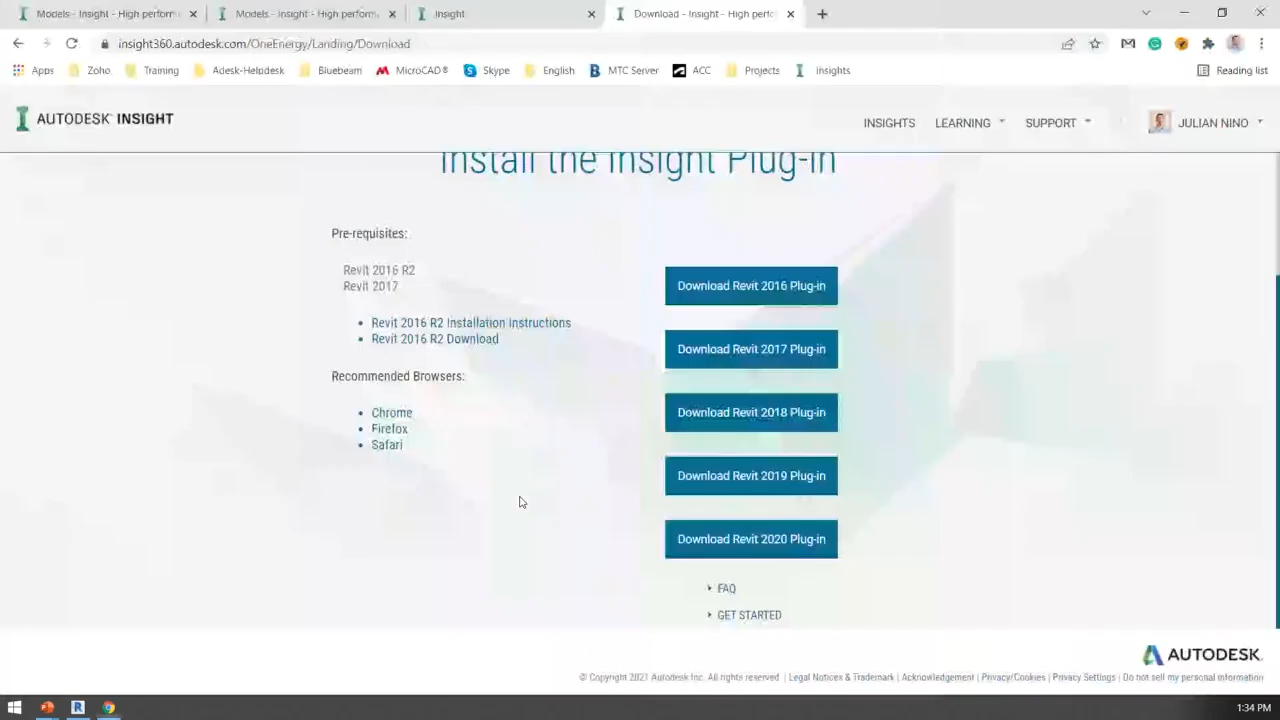 Models - Insight - High perform
Models - Insight - High perform
Insight
Download - Insight - High perfo
insight360.autodesk.com/OneEnergy/Landing/Download
Apps
Zoho
Training
Adesk-Helpdesk
Bluebeam
MicroCAD®
Skype
English
MTC Server
ACC
Projects
Insights
Reading list
AUTODESK INSIGHT
INSIGHTS
LEARNING
SUPPORT
JULIAN NINO
Install the Insight Plug-in
Pre-requisites:
Revit 2016 R2
Revit 2017
• Revit 2016 R2 Installation Instructions
• Revit 2016 R2 Download
Recommended Browsers:
• Chrome
• Firefox
• Safari
Download Revit 2016 Plug-in
Download Revit 2017 Plug-in
Download Revit 2018 Plug-in
Download Revit 2019 Plug-in
Download Revit 2020 Plug-in
FAQ
GET STARTED
AUTODESK.
© Copyright 2021 Autodesk Inc. All rights reserved | Legal Notices & Trademark | Acknowledgement | Privacy/Cookies | Privacy Settings | Do not sell my personal information
1:34 PM